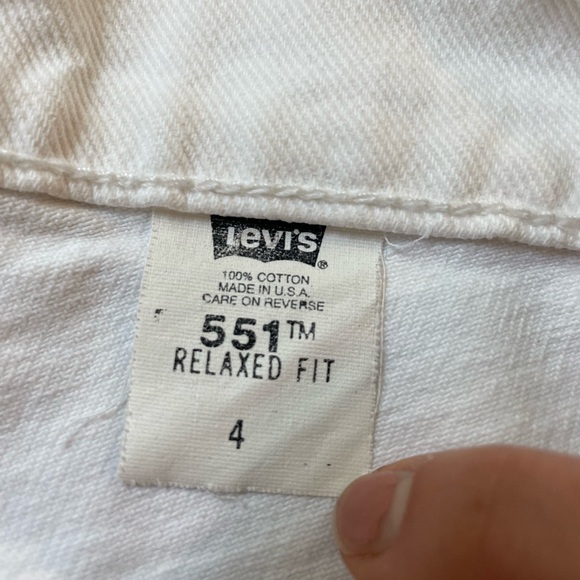 Levi's
®
100% COTTON
MADE IN U.S.A.
CARE ON REVERSE
551™
RELAXED FIT
4